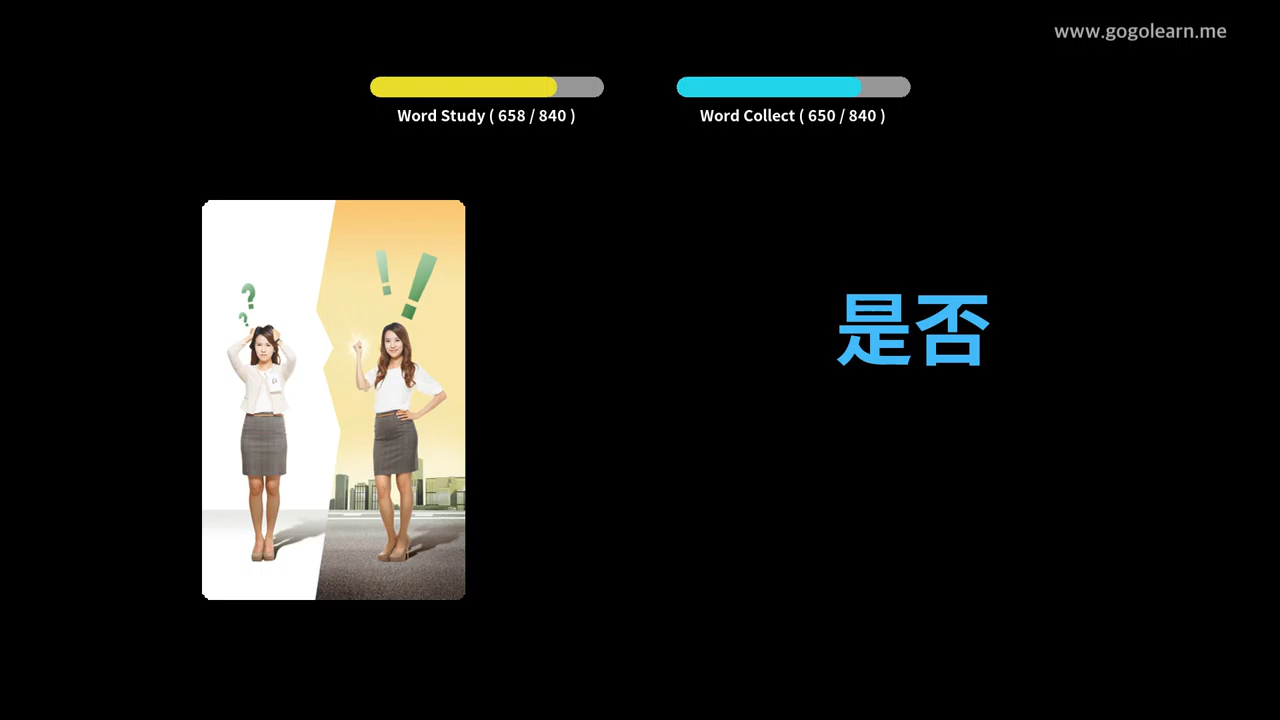 www.gogolearn.me
Word Study ( 658 / 840 )
Word Collect ( 650 / 840 )
? ?
! !
是否